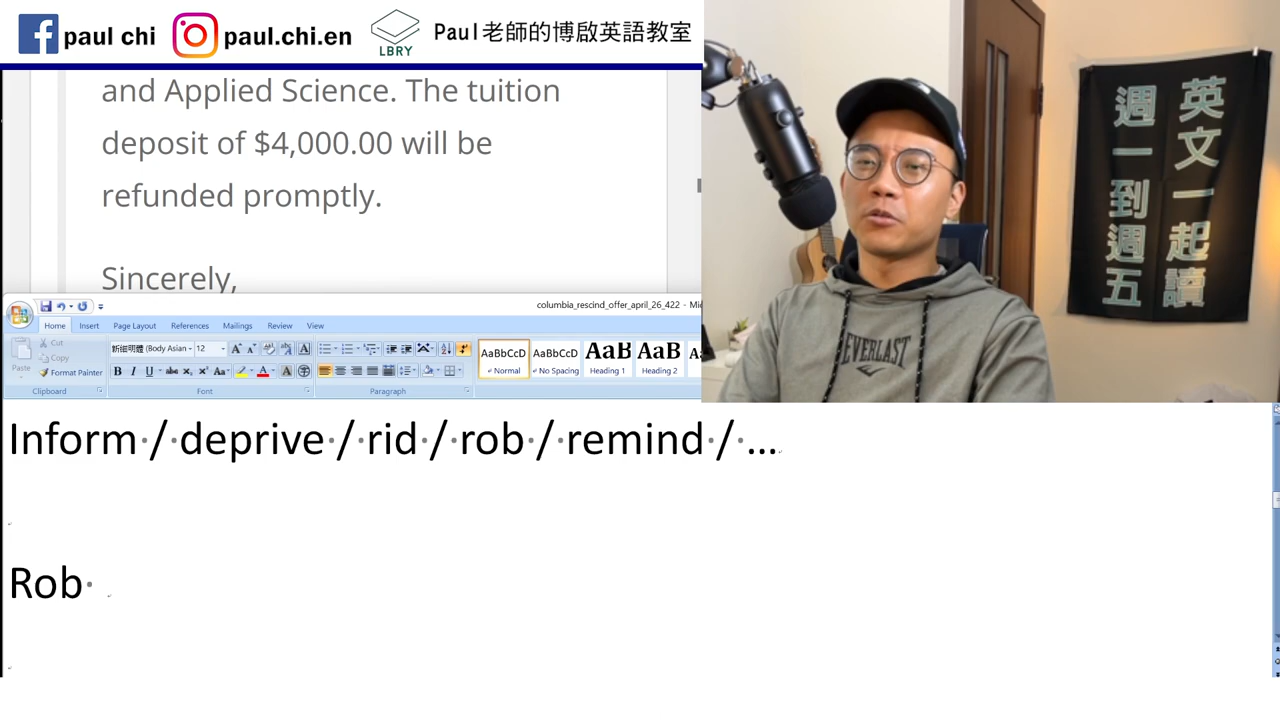 paul chi
paul.chi.en
LBRY
Paul老師的博啟英語教室
and Applied Science. The tuition
deposit of $4,000.00 will be
refunded promptly.
Sincerely,
columbia_rescind_offer_april_26_422 - Mi
Home Insert Page Layout References Mailings Review View
Paste
Cut
Copy
Format Painter
新細明體 (Body Asian 12
AaBbCcD AaBbCcD AaB AaB
Normal No Spacing Heading 1 Heading 2
Clipboard Font Paragraph
Inform / deprive / rid / rob / remind / ...
Rob
EVERLAST
英文一起讀
週一到週五